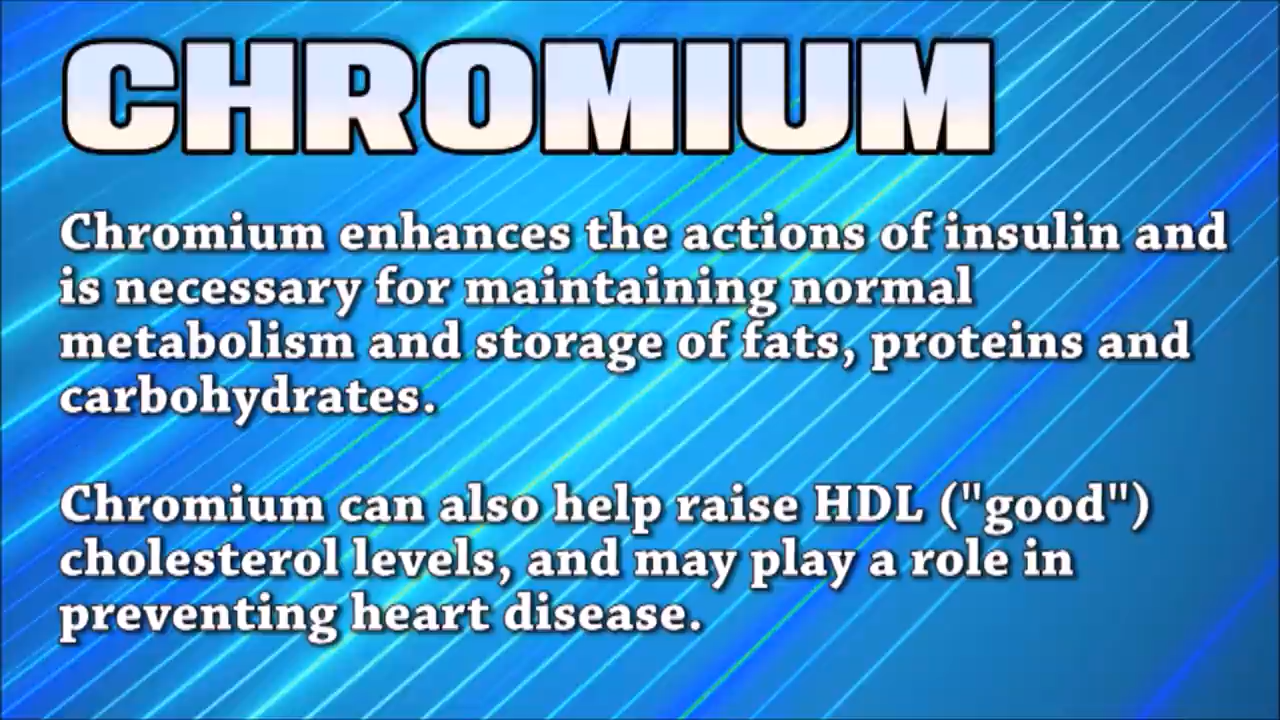 CHROMIUM
Chromium enhances the actions of insulin and
is necessary for maintaining normal
metabolism and storage of fats, proteins and
carbohydrates.
Chromium can also help raise HDL ("good")
cholesterol levels, and may play a role in
preventing heart disease.